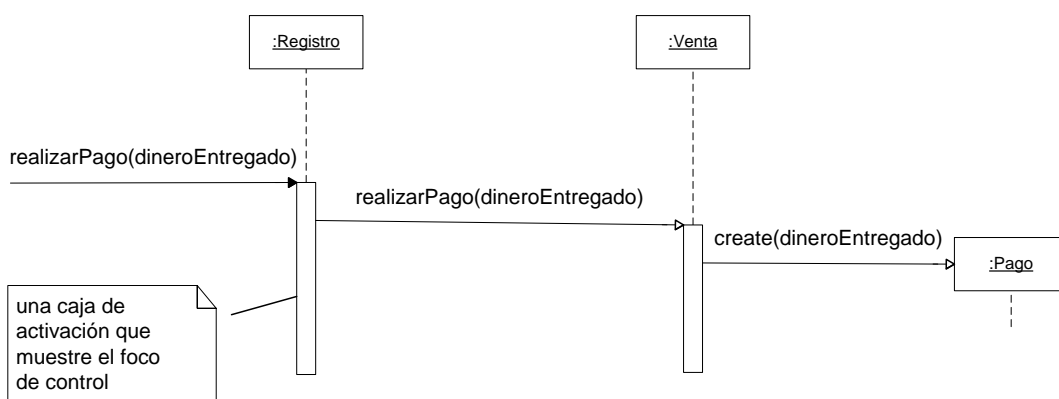 :Registro
:Venta
realizarPago(dineroEntregado)
realizarPago(dineroEntregado)
create(dineroEntregado)
:Pago
una caja de
activación que
muestre el foco
de control